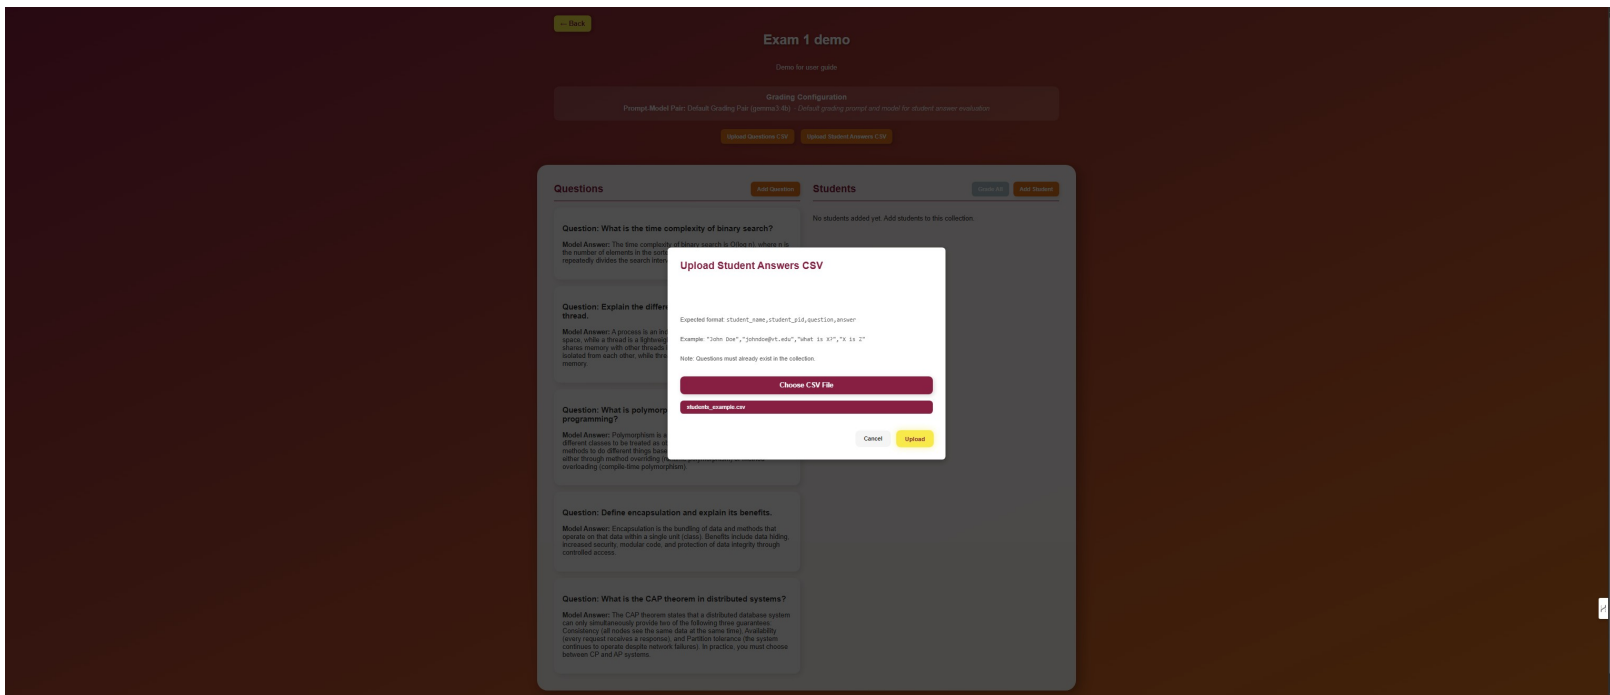 ← Back
Exam 1 demo
Demo for user guide
Grading Configuration
Prompt-Model Pair: Default Grading Pair (gemma3:4b) - Default grading prompt and model for student answer evaluation
Upload Questions CSV
Upload Student Answers CSV
Questions
Add Question
Question: What is the time complexity of binary search?
Model Answer: The time complexity of binary search is O(log n), where n is
the number of elements in the
repeatedly divides the search
Question: Explain the
thread.
Model Answer: A process is an
space, while a thread is a
shares memory with other threads
isolated from each other, while
memory.
Question: What is
programming?
Model Answer: Polymorphism is
different classes to be treated as
methods to do different things
either through method overriding
overloading (compile-time polymorphism).
Question: Define encapsulation and explain its benefits.
Model Answer: Encapsulation is the bundling of data and methods that
operate on that data within a single unit (class). Benefits include data hiding,
increased security, modular code, and protection of data integrity through
controlled access.
Question: What is the CAP theorem in distributed systems?
Model Answer: The CAP theorem states that a distributed database system
can only simultaneously provide two of the following three guarantees:
Consistency (all nodes see the same data at the same time), Availability
(every request receives a response), and Partition tolerance (the system
continues to operate despite network failures). In practice, you must choose
between CP and AP systems.
Students
Grade All
Add Student
No students added yet. Add students to this collection.
Upload Student Answers CSV
Expected format: student_name,student_pid,question,answer
Example: "John Doe","johndoe@vt.edu","What is X?","X is 2"
Note: Questions must already exist in the collection.
Choose CSV File
students_example.csv
Cancel
Upload